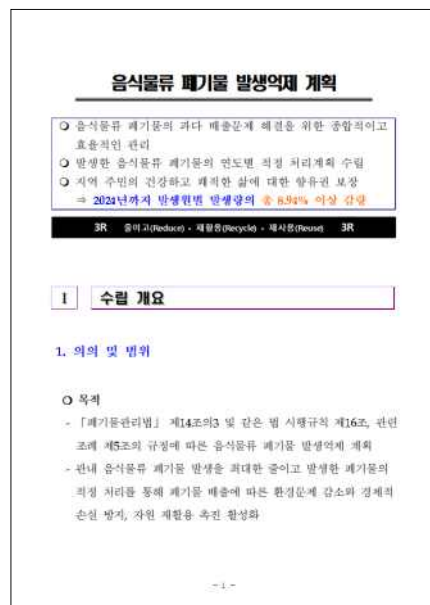 음식물류 폐기물 발생억제 계획
❍ 음식물류 폐기물의 과다 배출문제 해결을 위한 종합적이고
효율적인 관리
❍ 발생한 음식물류 폐기물의 연도별 적정 처리계획 수립
❍ 지역 주민의 건강하고 쾌적한 삶에 대한 향유권 보장
⇒ 2024년까지 발생원별 발생량의 총 8.94% 이상 감량
3R 줄이고(Reduce)·재활용(Recycle)·재사용(Reuse) 3R
Ⅰ 수립 개요
1. 의의 및 범위
❍ 목적
- 「폐기물관리법」 제14조의3 및 같은 법 시행규칙 제16조, 관련
조례 제5조의 규정에 따른 음식물류 폐기물 발생억제 계획
- 관내 음식물류 폐기물 발생을 최대한 줄이고 발생한 폐기물의
적정 처리를 통해 폐기물 배출에 따른 환경문제 감소와 경제적
손실 방지, 자원 재활용 촉진 활성화
- 1 -